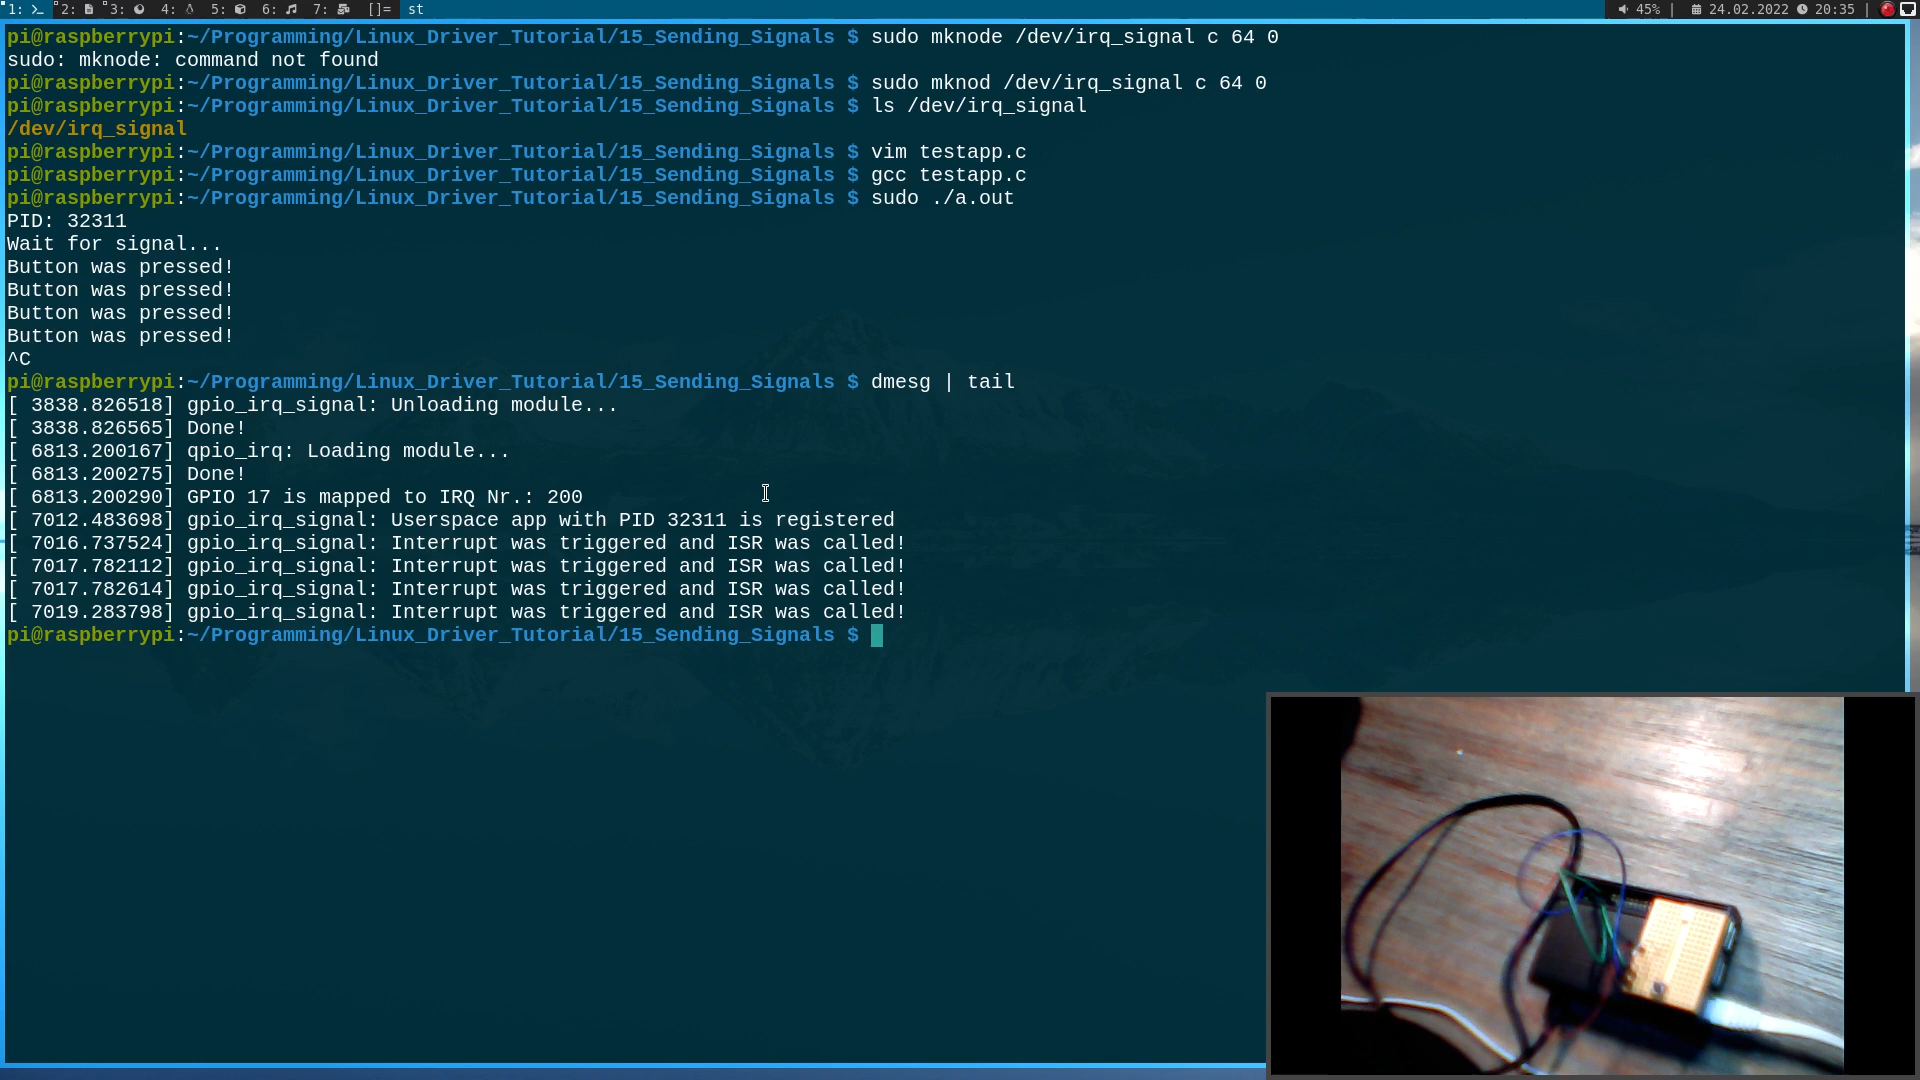 1: 2: 3: 4: 5: 6: 7: []= st 45% | 24.02.2022 20:35 |
pi@raspberrypi:~/Programming/Linux_Driver_Tutorial/15_Sending_Signals $ sudo mknode /dev/irq_signal c 64 0
sudo: mknode: command not found
pi@raspberrypi:~/Programming/Linux_Driver_Tutorial/15_Sending_Signals $ sudo mknod /dev/irq_signal c 64 0
pi@raspberrypi:~/Programming/Linux_Driver_Tutorial/15_Sending_Signals $ ls /dev/irq_signal
/dev/irq_signal
pi@raspberrypi:~/Programming/Linux_Driver_Tutorial/15_Sending_Signals $ vim testapp.c
pi@raspberrypi:~/Programming/Linux_Driver_Tutorial/15_Sending_Signals $ gcc testapp.c
pi@raspberrypi:~/Programming/Linux_Driver_Tutorial/15_Sending_Signals $ sudo ./a.out
PID: 32311
Wait for signal...
Button was pressed!
Button was pressed!
Button was pressed!
Button was pressed!
^C
pi@raspberrypi:~/Programming/Linux_Driver_Tutorial/15_Sending_Signals $ dmesg | tail
[ 3838.826518] gpio_irq_signal: Unloading module...
[ 3838.826565] Done!
[ 6813.200167] qpio_irq: Loading module...
[ 6813.200275] Done!
[ 6813.200290] GPIO 17 is mapped to IRQ Nr.: 200
[ 7012.483698] gpio_irq_signal: Userspace app with PID 32311 is registered
[ 7016.737524] gpio_irq_signal: Interrupt was triggered and ISR was called!
[ 7017.782112] gpio_irq_signal: Interrupt was triggered and ISR was called!
[ 7017.782614] gpio_irq_signal: Interrupt was triggered and ISR was called!
[ 7019.283798] gpio_irq_signal: Interrupt was triggered and ISR was called!
pi@raspberrypi:~/Programming/Linux_Driver_Tutorial/15_Sending_Signals $